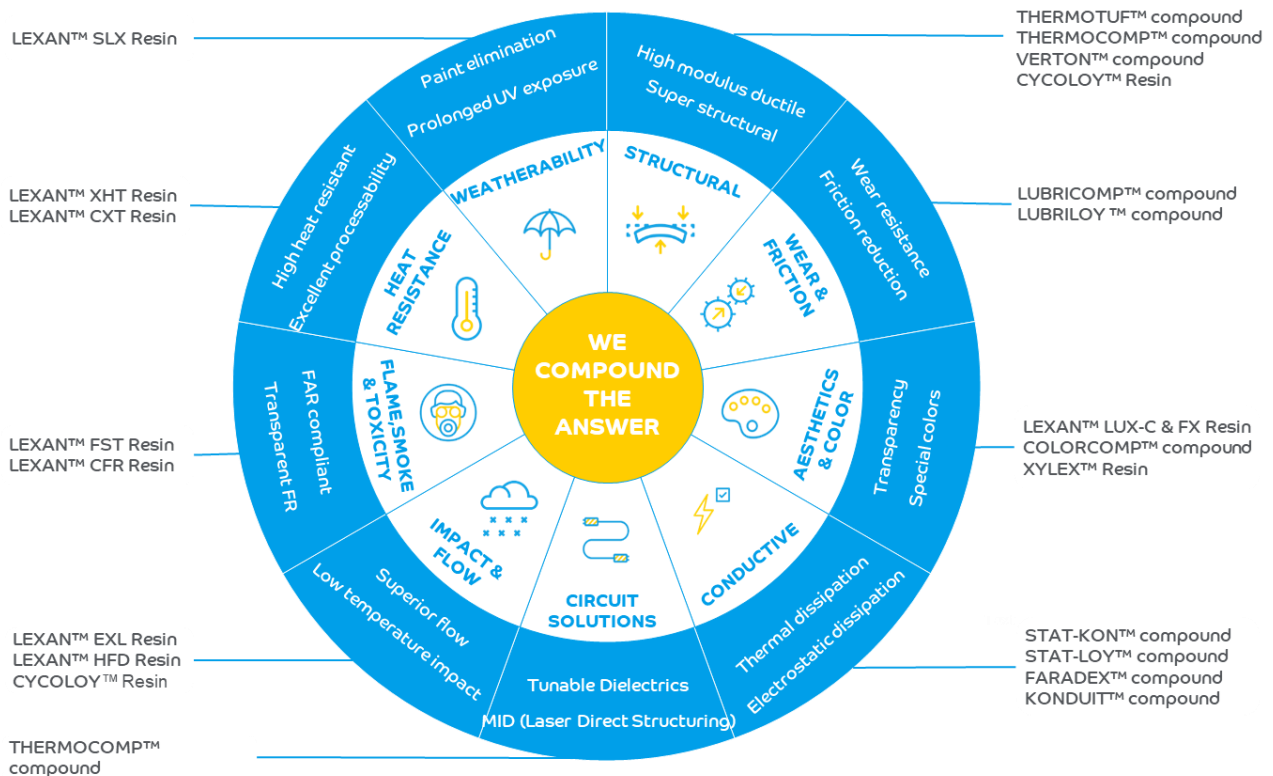 LEXAN™ SLX Resin
THERMOTUF™ compound
THERMOCOMP™ compound
VERTON™ compound
CYCOLOY™ Resin
Paint elimination
Prolonged UV exposure
WEATHERABILITY
High modulus ductile
Super structural
STRUCTURAL
LEXAN™ XHT Resin
LEXAN™ CXT Resin
High heat resistant
Excellent processability
HEAT
RESISTANCE
Wear resistance
Friction reduction
WEAR &
FRICTION
LUBRICOMP™ compound
LUBRILOY ™ compound
WE
COMPOUND
THE
ANSWER
LEXAN™ FST Resin
LEXAN™ CFR Resin
FAR compliant
Transparent FR
FLAME,SMOKE
& TOXICITY
AESTHETICS
& COLOR
Transparency
Special colors
LEXAN™ LUX-C & FX Resin
COLORCOMP™ compound
XYLEX™ Resin
LEXAN™ EXL Resin
LEXAN™ HFD Resin
CYCOLOY™ Resin
Superior flow
Low temperature impact
IMPACT &
FLOW
CIRCUIT
SOLUTIONS
Tunable Dielectrics
MID (Laser Direct Structuring)
CONDUCTIVE
Thermal dissipation
Electrostatic dissipation
STAT-KON™ compound
STAT-LOY™ compound
FARADEX™ compound
KONDUIT™ compound
THERMOCOMP™
compound